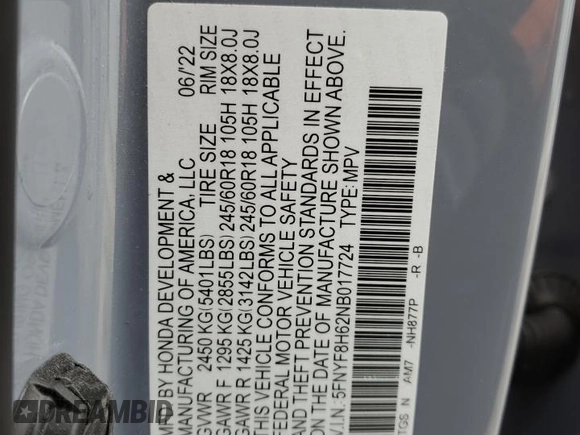 MFD BY HONDA DEVELOPMENT &
MANUFACTURING OF AMERICA, LLC 06/22
GVWR 2450 KG(5401LBS) TIRE SIZE RIM SIZE
GAWR F 1295 KG(2855LBS) 245/60R18 105H 18X8.0J
GAWR R 1425 KG(3142LBS) 245/60R18 105H 18X8.0J
THIS VEHICLE CONFORMS TO ALL APPLICABLE
FEDERAL MOTOR VEHICLE SAFETY
AND THEFT PREVENTION STANDARDS IN EFFECT
ON THE DATE OF MANUFACTURE SHOWN ABOVE.
V.I.N.: 5FNYF8H62NB017724 TYPE: MPV
TGS N AM7 -NH877P -R -B
DREAMBID